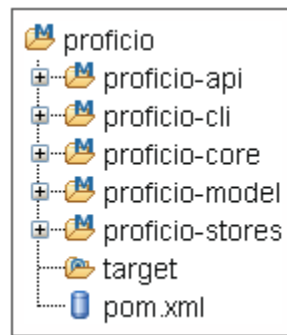 proficio
proficio-api
proficio-cli
proficio-core
proficio-model
proficio-stores
target
pom.xml